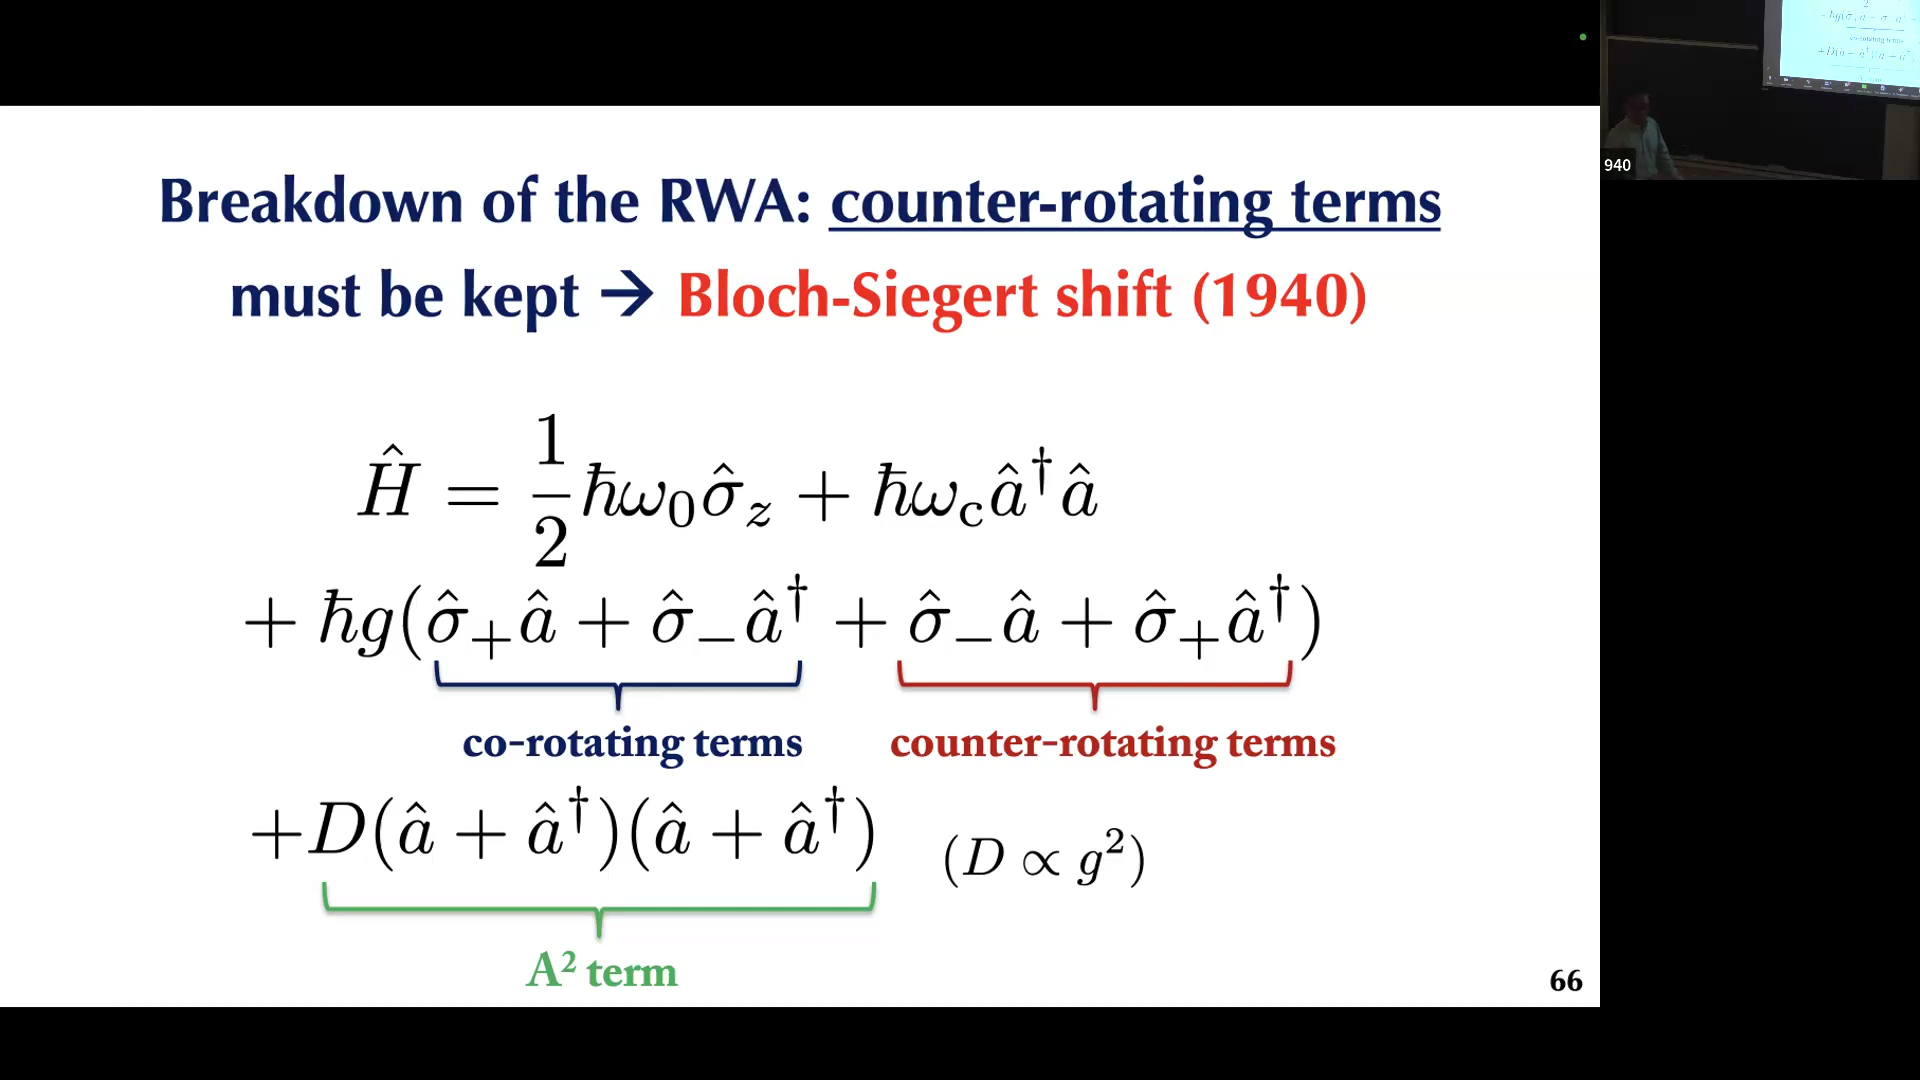 Breakdown of the RWA: counter-rotating terms
must be kept → Bloch-Siegert shift (1940)
Ĥ = 1/2 ħω₀σ̂_z + ħω_c â†â
+ ħg(σ̂₊â + σ̂₋â† + σ̂₋â + σ̂₊â†)
co-rotating terms counter-rotating terms
+D(â + â†)(â + â†) (D ∝ g²)
A² term
66
940